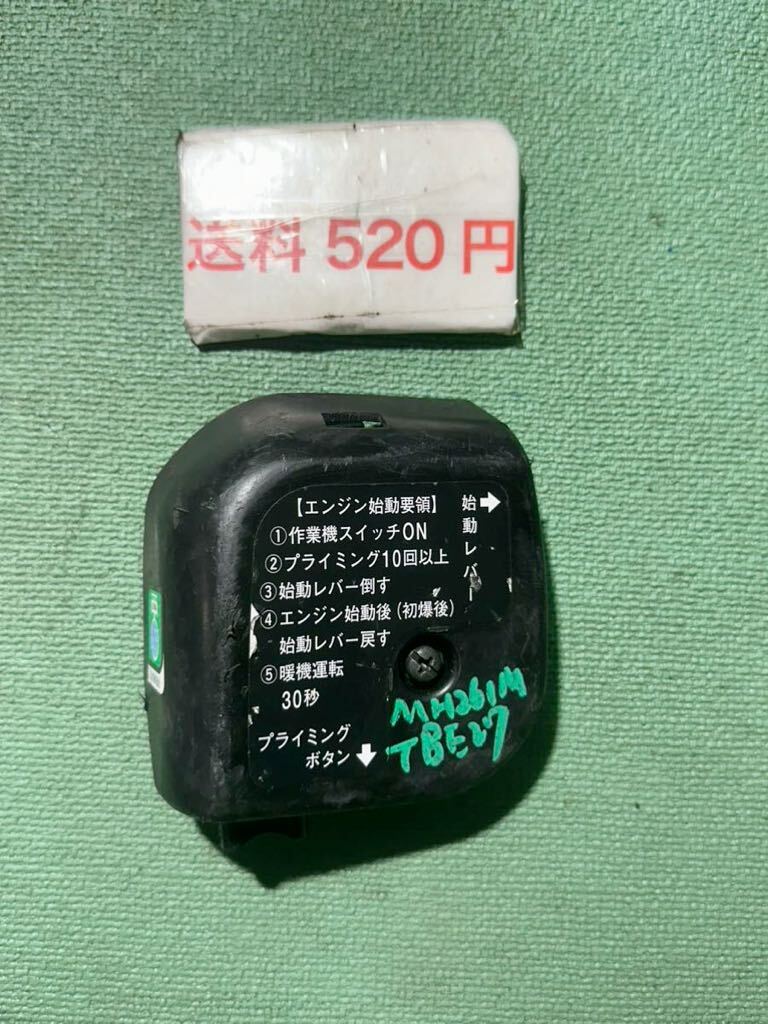 送料 520 円
【エンジン始動要領】
①作業機スイッチON
②プライミング10回以上
③始動レバー倒す
④エンジン始動後(初爆後)
始動レバー戻す
⑤暖機運転
30秒
始動レバー➡
プライミング
ボタン⬇
MH261M
TBE27